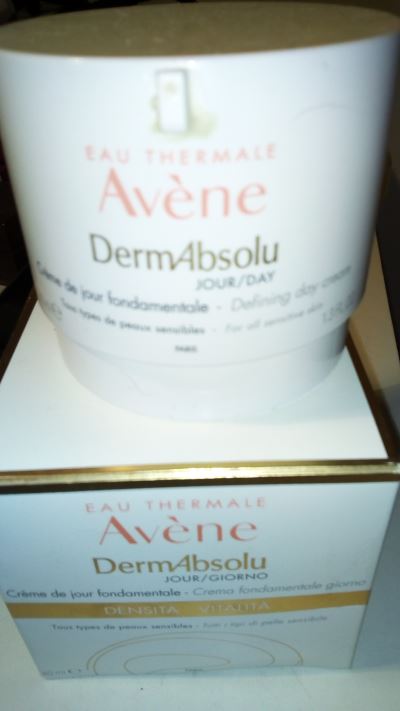 EAU THERMALE
Avène
DermAbsolu
JOUR/DAY
Crème de jour fondamentale - Defining day cream
Tous types de peaux sensibles - For all sensitive skin
PARIS
EAU THERMALE
Avène
DermAbsolu
JOUR/GIORNO
Crème de jour fondamentale - Crema fondamentale giorno
DENSITÀ VITALITÀ
Tous types de peaux sensibles - Tutti i tipi di pelle sensibile
40 ml e